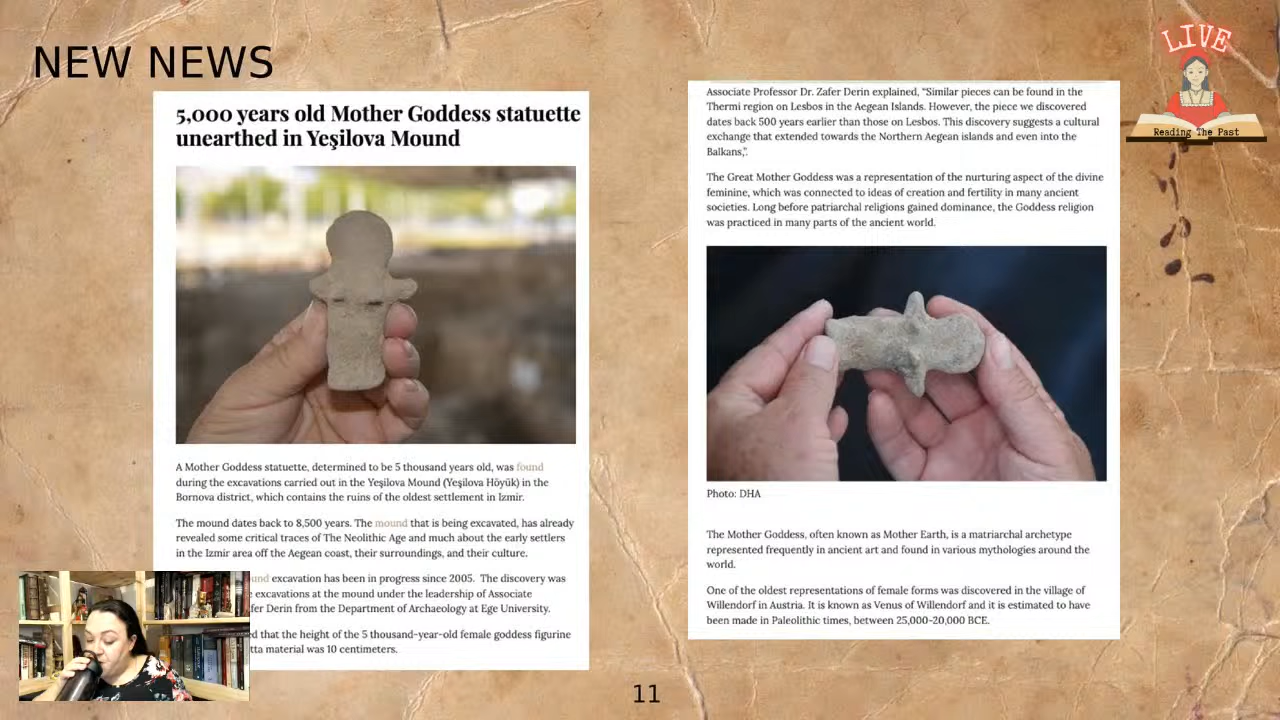 NEW NEWS
LIVE
Reading The Past
5,000 years old Mother Goddess statuette
unearthed in Yeşilova Mound
A Mother Goddess statuette, determined to be 5 thousand years old, was found
during the excavations carried out in the Yeşilova Mound (Yeşilova Höyük) in the
Bornova district, which contains the ruins of the oldest settlement in Izmir.
The mound dates back to 8,500 years. The mound that is being excavated, has already
revealed some critical traces of The Neolithic Age and much about the early settlers
in the Izmir area off the Aegean coast, their surroundings, and their culture.
excavation has been in progress since 2005. The discovery was
excavations at the mound under the leadership of Associate
fer Derin from the Department of Archaeology at Ege University.
that the height of the 5 thousand-year-old female goddess figurine
material was 10 centimeters.
Associate Professor Dr. Zafer Derin explained, “Similar pieces can be found in the
Thermi region on Lesbos in the Aegean Islands. However, the piece we discovered
dates back 500 years earlier than those on Lesbos. This discovery suggests a cultural
exchange that extended towards the Northern Aegean islands and even into the
Balkans,”.
The Great Mother Goddess was a representation of the nurturing aspect of the divine
feminine, which was connected to ideas of creation and fertility in many ancient
societies. Long before patriarchal religions gained dominance, the Goddess religion
was practiced in many parts of the ancient world.
Photo: DHA
The Mother Goddess, often known as Mother Earth, is a matriarchal archetype
represented frequently in ancient art and found in various mythologies around the
world.
One of the oldest representations of female forms was discovered in the village of
Willendorf in Austria. It is known as Venus of Willendorf and it is estimated to have
been made in Paleolithic times, between 25,000-20,000 BCE.
11